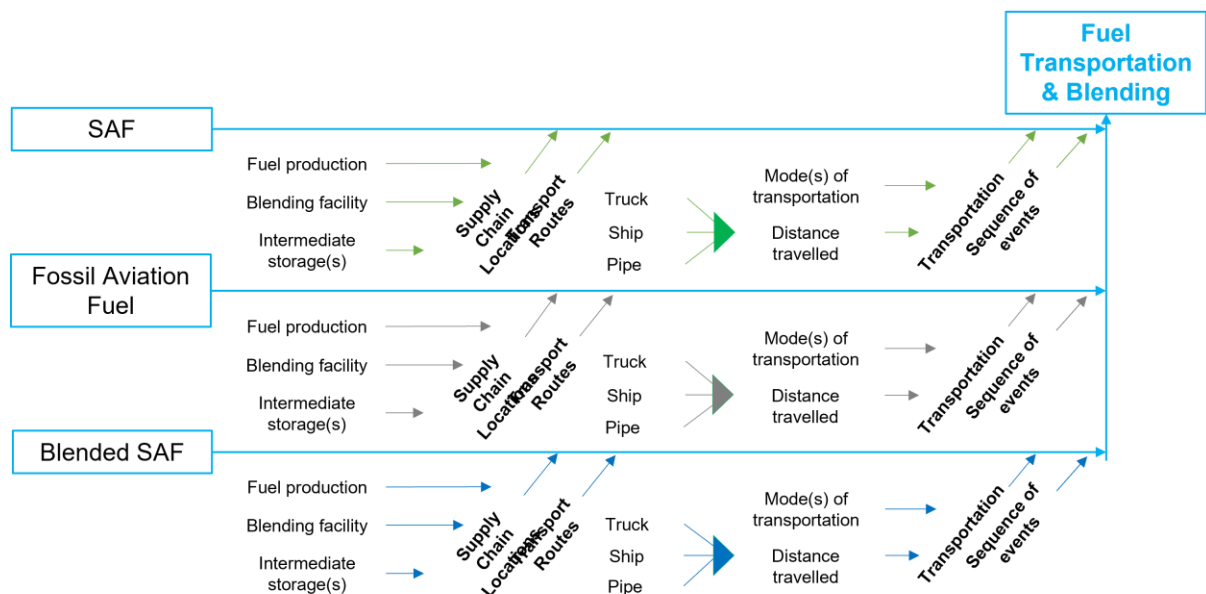 Fuel
Transportation
& Blending
SAF
Fuel production
Blending facility
Intermediate
storage(s)
Supply
Chain
Locations
Transport
Routes
Truck
Ship
Pipe
Mode(s) of
transportation
Distance
travelled
Transportation
Sequence of
events
Fossil Aviation
Fuel
Fuel production
Blending facility
Intermediate
storage(s)
Supply
Chain
Locations
Transport
Routes
Truck
Ship
Pipe
Mode(s) of
transportation
Distance
travelled
Transportation
Sequence of
events
Blended SAF
Fuel production
Blending facility
Intermediate
storage(s)
Supply
Chain
Locations
Transport
Routes
Truck
Ship
Pipe
Mode(s) of
transportation
Distance
travelled
Transportation
Sequence of
events